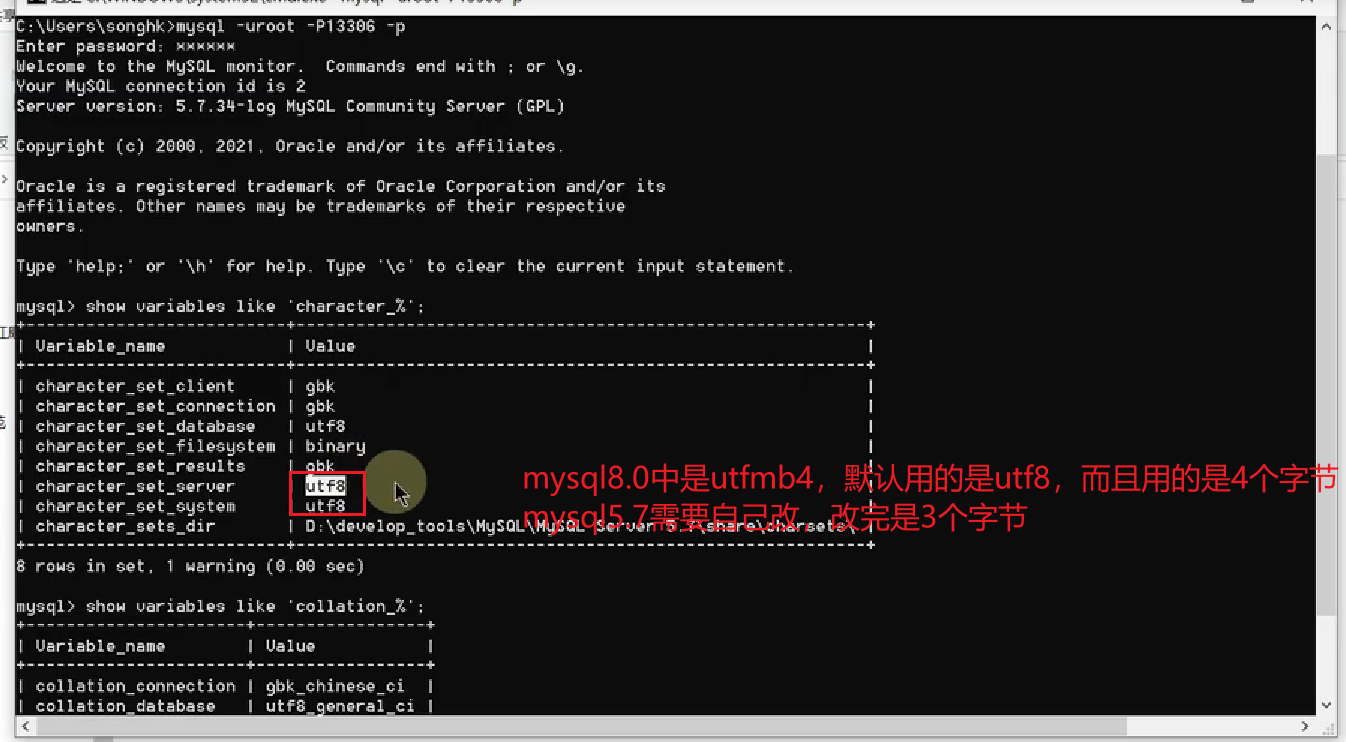 C:\Users\songhk>mysql -uroot -P13306 -p
Enter password: ××××××
Welcome to the MySQL monitor.  Commands end with ; or \g.
Your MySQL connection id is 2
Server version: 5.7.34-log MySQL Community Server (GPL)
Copyright (c) 2000, 2021, Oracle and/or its affiliates.
Oracle is a registered trademark of Oracle Corporation and/or its
affiliates. Other names may be trademarks of their respective
owners.
Type 'help;' or '\h' for help. Type '\c' to clear the current input statement.
mysql> show variables like 'character_%';
| Variable_name | Value |
| character_set_client | gbk |
| character_set_connection | gbk |
| character_set_database | utf8 |
| character_set_filesystem | binary |
| character_set_results | gbk |
| character_set_server | utf8
| character_set_system | utf8
| character_sets_dir | D:\develop_tools\MySQL\MySQL Server 5.7\share\charsets\ |
mysql8.0中是utfmb4，默认用的是utf8，而且用的是4个字节
mysql5.7需要自己改，改完是3个字节
8 rows in set, 1 warning (0.00 sec)
mysql> show variables like 'collation_%';
| Variable_name | Value |
| collation_connection | gbk_chinese_ci |
| collation_database | utf8_general_ci |